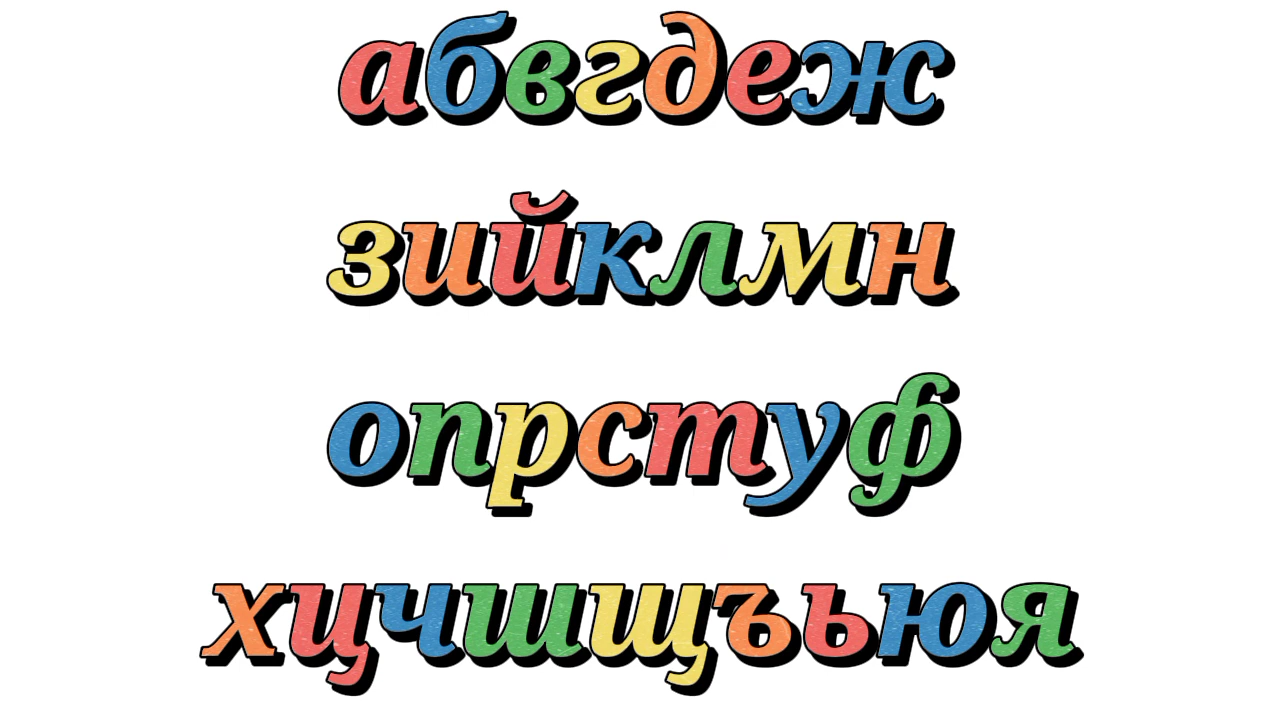 абвгдеж
зийклмн
опрстуф
хцчшщъьюя